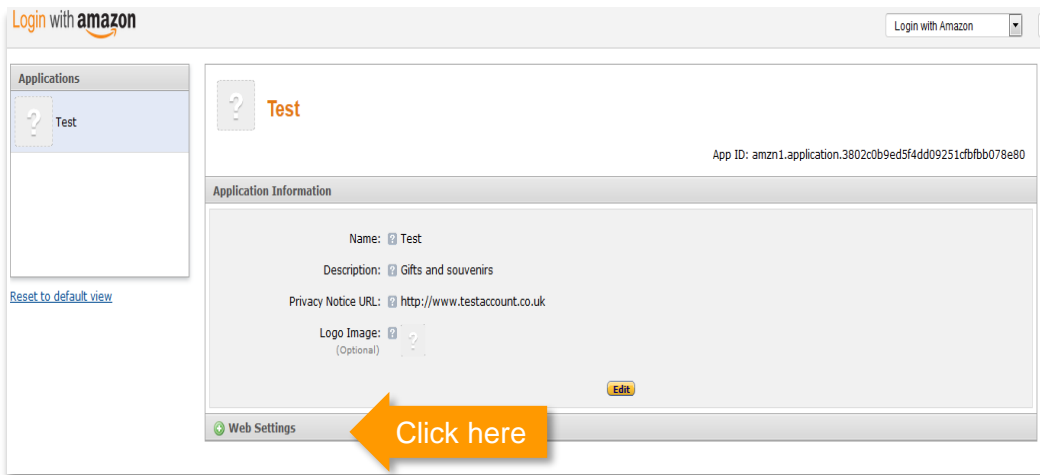 Login with amazon
Login with Amazon
Applications
Test
Reset to default view
Test
App ID: amzn1.application.3802c0b9ed5f4dd09251cfbfbb078e80
Application Information
Name: ? Test
Description: ? Gifts and souvenirs
Privacy Notice URL: ? http://www.testaccount.co.uk
Logo Image: ?
(Optional)
Edit
Web Settings
Click here